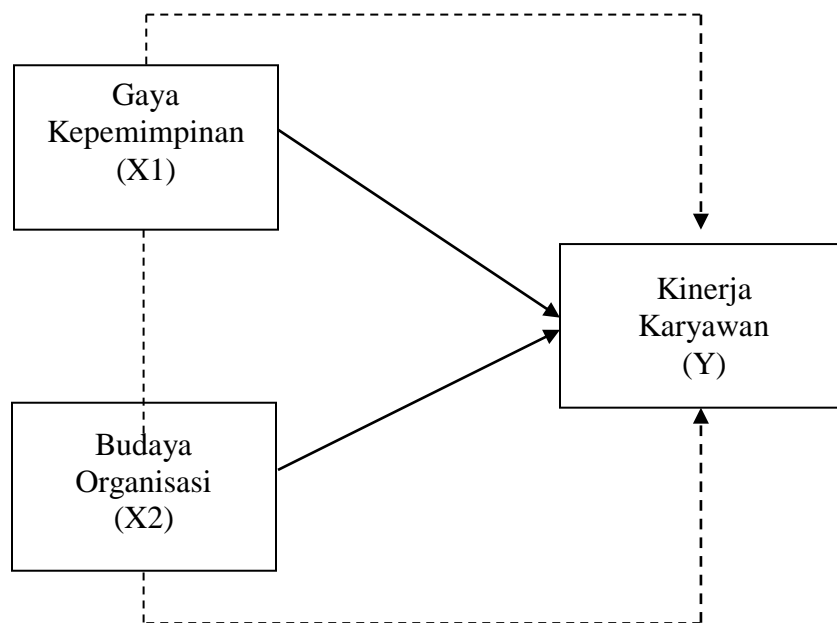 Gaya
Kepemimpinan
(X1)
Kinerja
Karyawan
(Y)
Budaya
Organisasi
(X2)